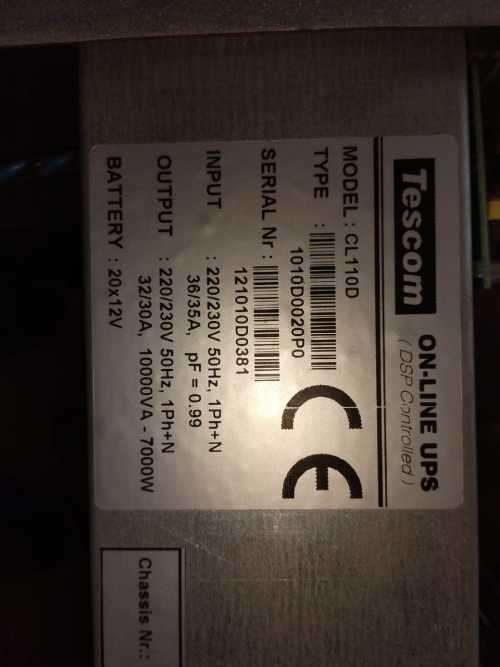 Tescom
ON-LINE UPS
(DSP Controlled)
MODEL : CL110D
TYPE :
1010D0020P0
SERIAL Nr :
121010D0381
CE
INPUT : 220/230V 50Hz, 1Ph+N
36/35A, pF = 0.99
OUTPUT : 220/230V 50Hz, 1Ph+N
32/30A, 10000VA - 7000W
BATTERY : 20x12V
Chassis Nr.: